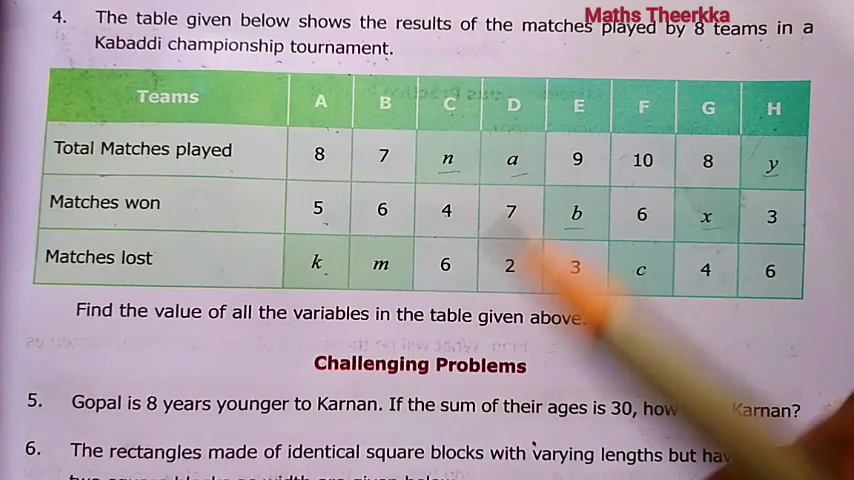 Maths Theerkka
4. The table given below shows the results of the matches played by 8 teams in a
Kabaddi championship tournament.
Teams A B C D E F G H
Total Matches played 8 7 n a 9 10 8 y
Matches won 5 6 4 7 b 6 x 3
Matches lost k m 6 2 3 c 4 6
Find the value of all the variables in the table given above.
Challenging Problems
5. Gopal is 8 years younger to Karnan. If the sum of their ages is 30, how Karnan?
6. The rectangles made of identical square blocks with varying lengths but